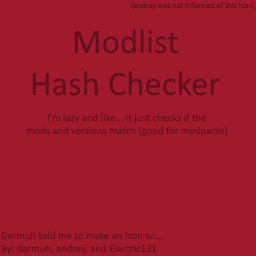 (andrey was not informed of this icon)
Modlist
Hash Checker
I'm lazy and like... it just checks if the
mods and versions match (good for modpacks)
Darmuh told me to make an icon so...
By: darmuh, andrey, and Electric131